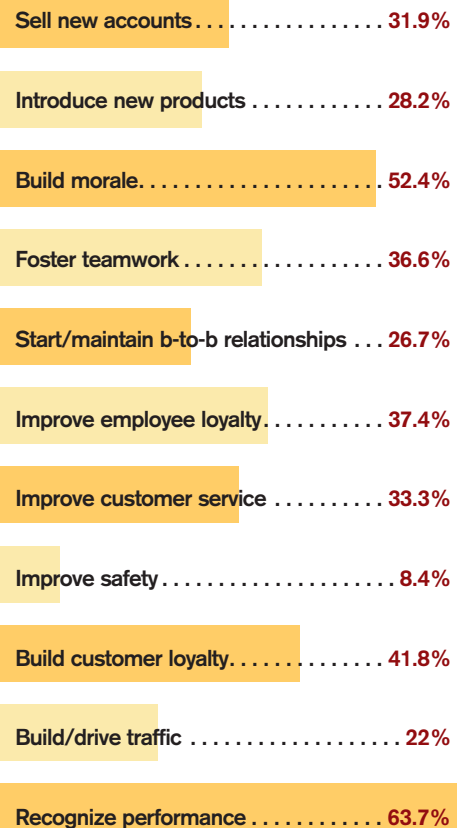 Sell new accounts . . . . . . . . . . . . . . . . 31.9%
Introduce new products . . . . . . . . . . . . 28.2%
Build morale. . . . . . . . . . . . . . . . . . . . . . 52.4%
Foster teamwork . . . . . . . . . . . . . . . . . . 36.6%
Start/maintain b-to-b relationships . . . 26.7%
Improve employee loyalty. . . . . . . . . . . 37.4%
Improve customer service . . . . . . . . . . 33.3%
Improve safety . . . . . . . . . . . . . . . . . . . . . 8.4%
Build customer loyalty. . . . . . . . . . . . . . 41.8%
Build/drive traffic . . . . . . . . . . . . . . . . . . . 22%
Recognize performance . . . . . . . . . . . . 63.7%